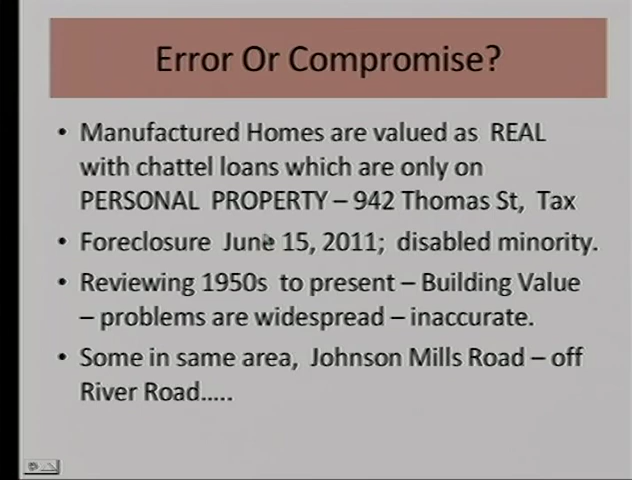 Error Or Compromise?
• Manufactured Homes are valued as REAL
with chattel loans which are only on
PERSONAL PROPERTY – 942 Thomas St, Tax
• Foreclosure June 15, 2011; disabled minority.
• Reviewing 1950s to present – Building Value
– problems are widespread – inaccurate.
• Some in same area, Johnson Mills Road – off
River Road.....